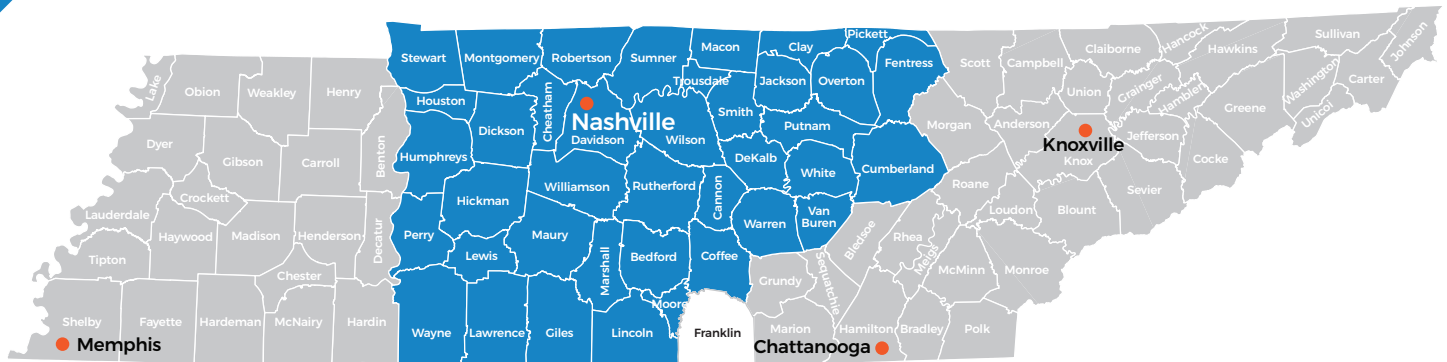 Stewart
Montgomery
Robertson
Sumner
Macon
Clay
Pickett
Fentress
Scott
Campbell
Claiborne
Hancock
Hawkins
Sullivan
Johnson
Lake
Obion
Weakley
Henry
Houston
Cheatham
Trousdale
Jackson
Overton
Union
Grainger
Hamblen
Washington
Carter
Unicoi
Greene
Dickson
Nashville
Davidson
Wilson
Smith
Putnam
Morgan
Anderson
Knoxville
Knox
Jefferson
Cocke
Dyer
Gibson
Carroll
Benton
Humphreys
Williamson
Rutherford
Cannon
DeKalb
White
Cumberland
Roane
Loudon
Blount
Sevier
Lauderdale
Crockett
Haywood
Madison
Henderson
Decatur
Perry
Hickman
Lewis
Maury
Marshall
Bedford
Coffee
Warren
Van
Buren
Bledsoe
Rhea
Meigs
McMinn
Monroe
Tipton
Chester
Moore
Grundy
Sequatchie
Shelby
Fayette
Hardeman
McNairy
Hardin
Wayne
Lawrence
Giles
Lincoln
Franklin
Marion
Hamilton
Bradley
Polk
Memphis
Chattanooga